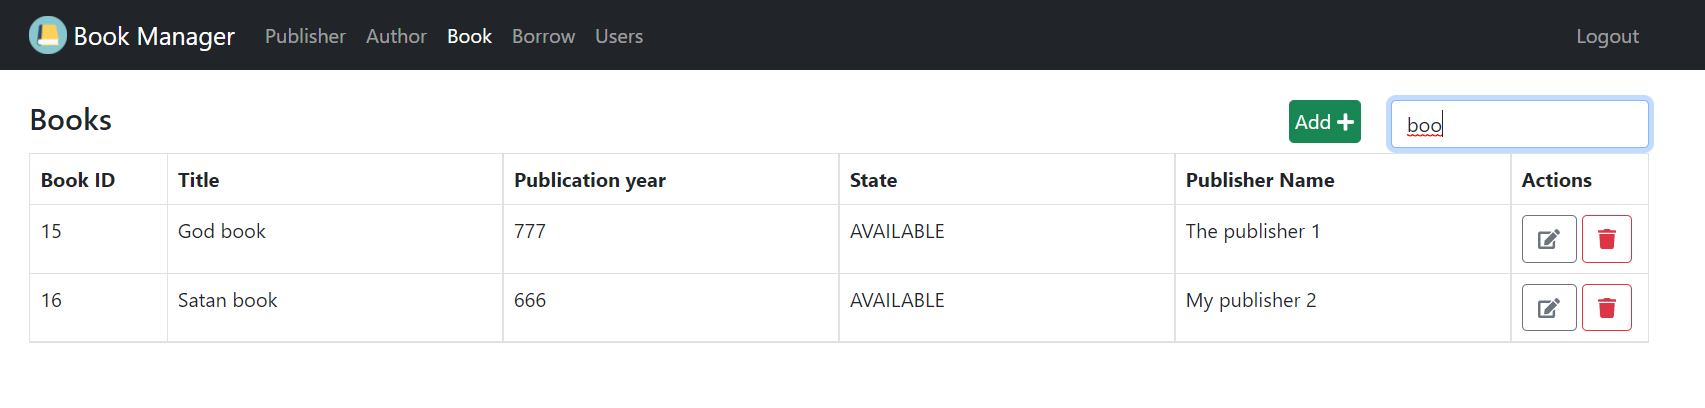 Book Manager Publisher Author Book Borrow Users Logout
Books Add boo
Book ID Title Publication year State Publisher Name Actions
15 God book 777 AVAILABLE The publisher 1
16 Satan book 666 AVAILABLE My publisher 2